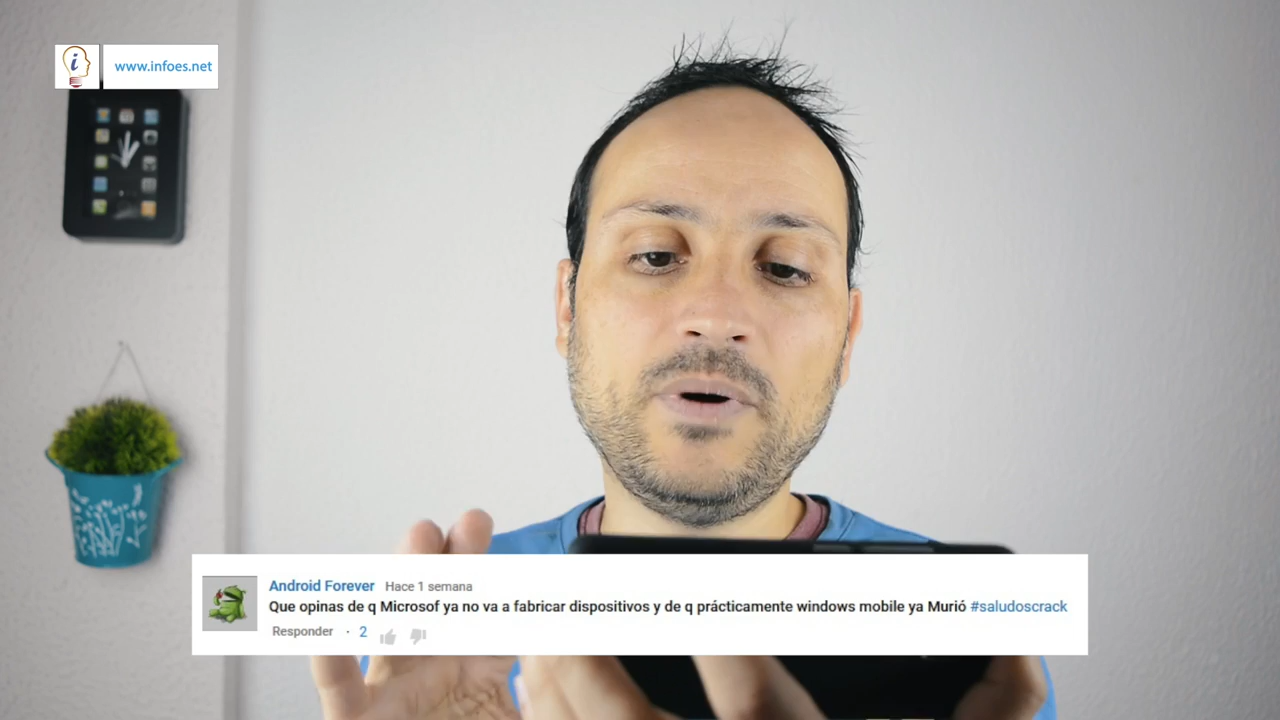 i
www.infoes.net
Android Forever Hace 1 semana
Que opinas de q Microsof ya no va a fabricar dispositivos y de q prácticamente windows mobile ya Murió #saludoscrack
Responder · 2